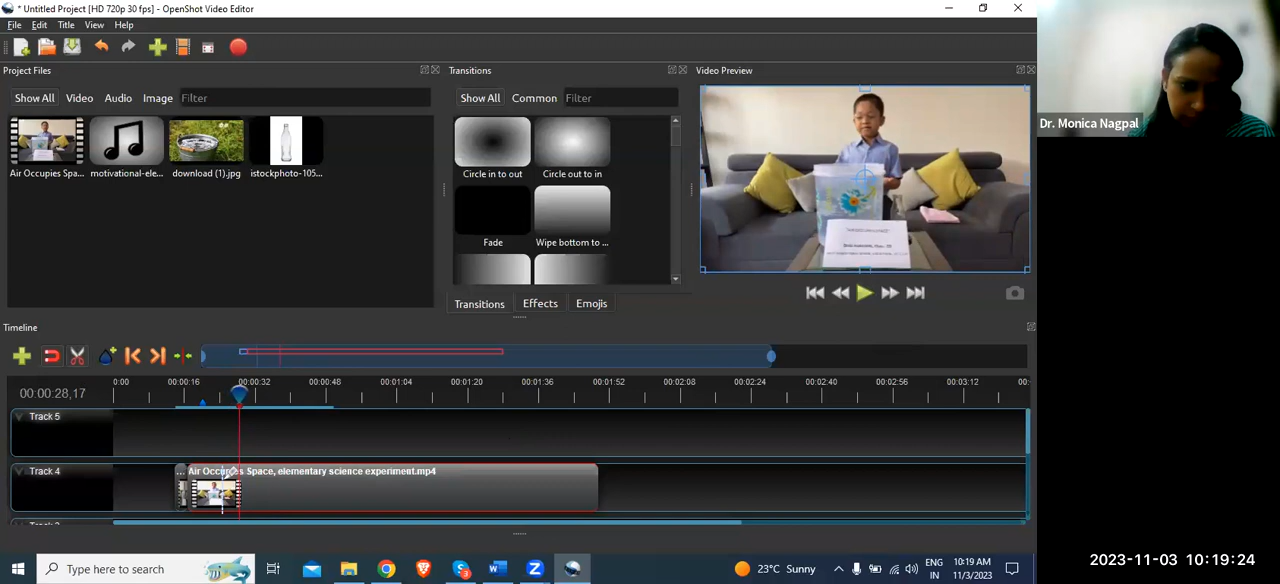 * Untitled Project [HD 720p 30 fps] - OpenShot Video Editor
File Edit Title View Help
Project Files
Transitions
Video Preview
Show All Video Audio Image Filter
Show All Common Filter
Air Occupies Spa...
motivational-ele...
download (1).jpg
istockphoto-105...
Circle in to out
Circle out to in
Fade
Wipe bottom to ...
Transitions Effects Emojis
Dr. Monica Nagpal
Timeline
00:00:28,17
0:00 00:00:16 00:00:32 00:00:48 00:01:04 00:01:20 00:01:36 00:01:52 00:02:08 00:02:24 00:02:40 00:02:56 00:03:12 00:
Track 5
Track 4
... Air Occupies Space, elementary science experiment.mp4
Type here to search
23°C Sunny
ENG
IN
10:19 AM
11/3/2023
2023-11-03 10:19:24